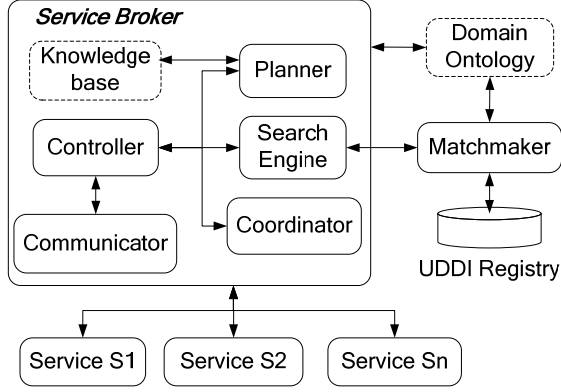 Service Broker
Knowledge
base
Planner
Domain
Ontology
Controller
Search
Engine
Matchmaker
Communicator
Coordinator
UDDI Registry
Service S1
Service S2
Service Sn